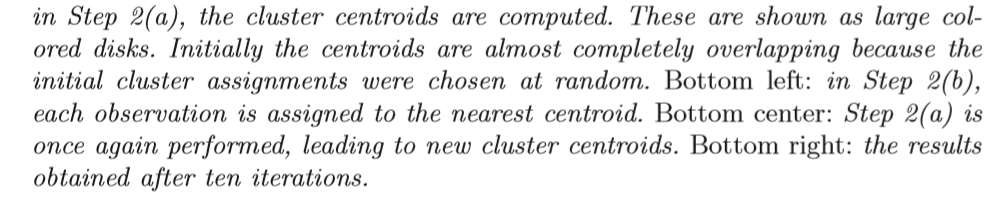 in Step 2(a), the cluster centroids are computed. These are shown as large col-
ored disks. Initially the centroids are almost completely overlapping because the
initial cluster assignments were chosen at random. Bottom left: in Step 2(b),
each observation is assigned to the nearest centroid. Bottom center: Step 2(a) is
once again performed, leading to new cluster centroids. Bottom right: the results
obtained after ten iterations.